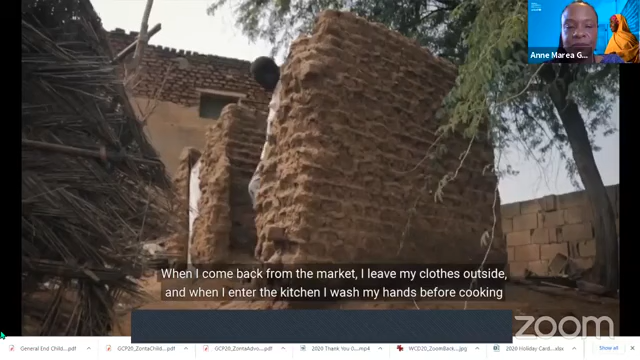 Anne Marea G...
When I come back from the market, I leave my clothes outside,
and when I enter the kitchen I wash my hands before cooking
zoom
General End Child....pdf
GCP20_ZontaChild....pdf
GCP20_ZontaAdvo....pdf
2020 Thank You G....mp4
WCD20_ZoomBack....jpg
2020 Holiday Card....xlsx
Show all